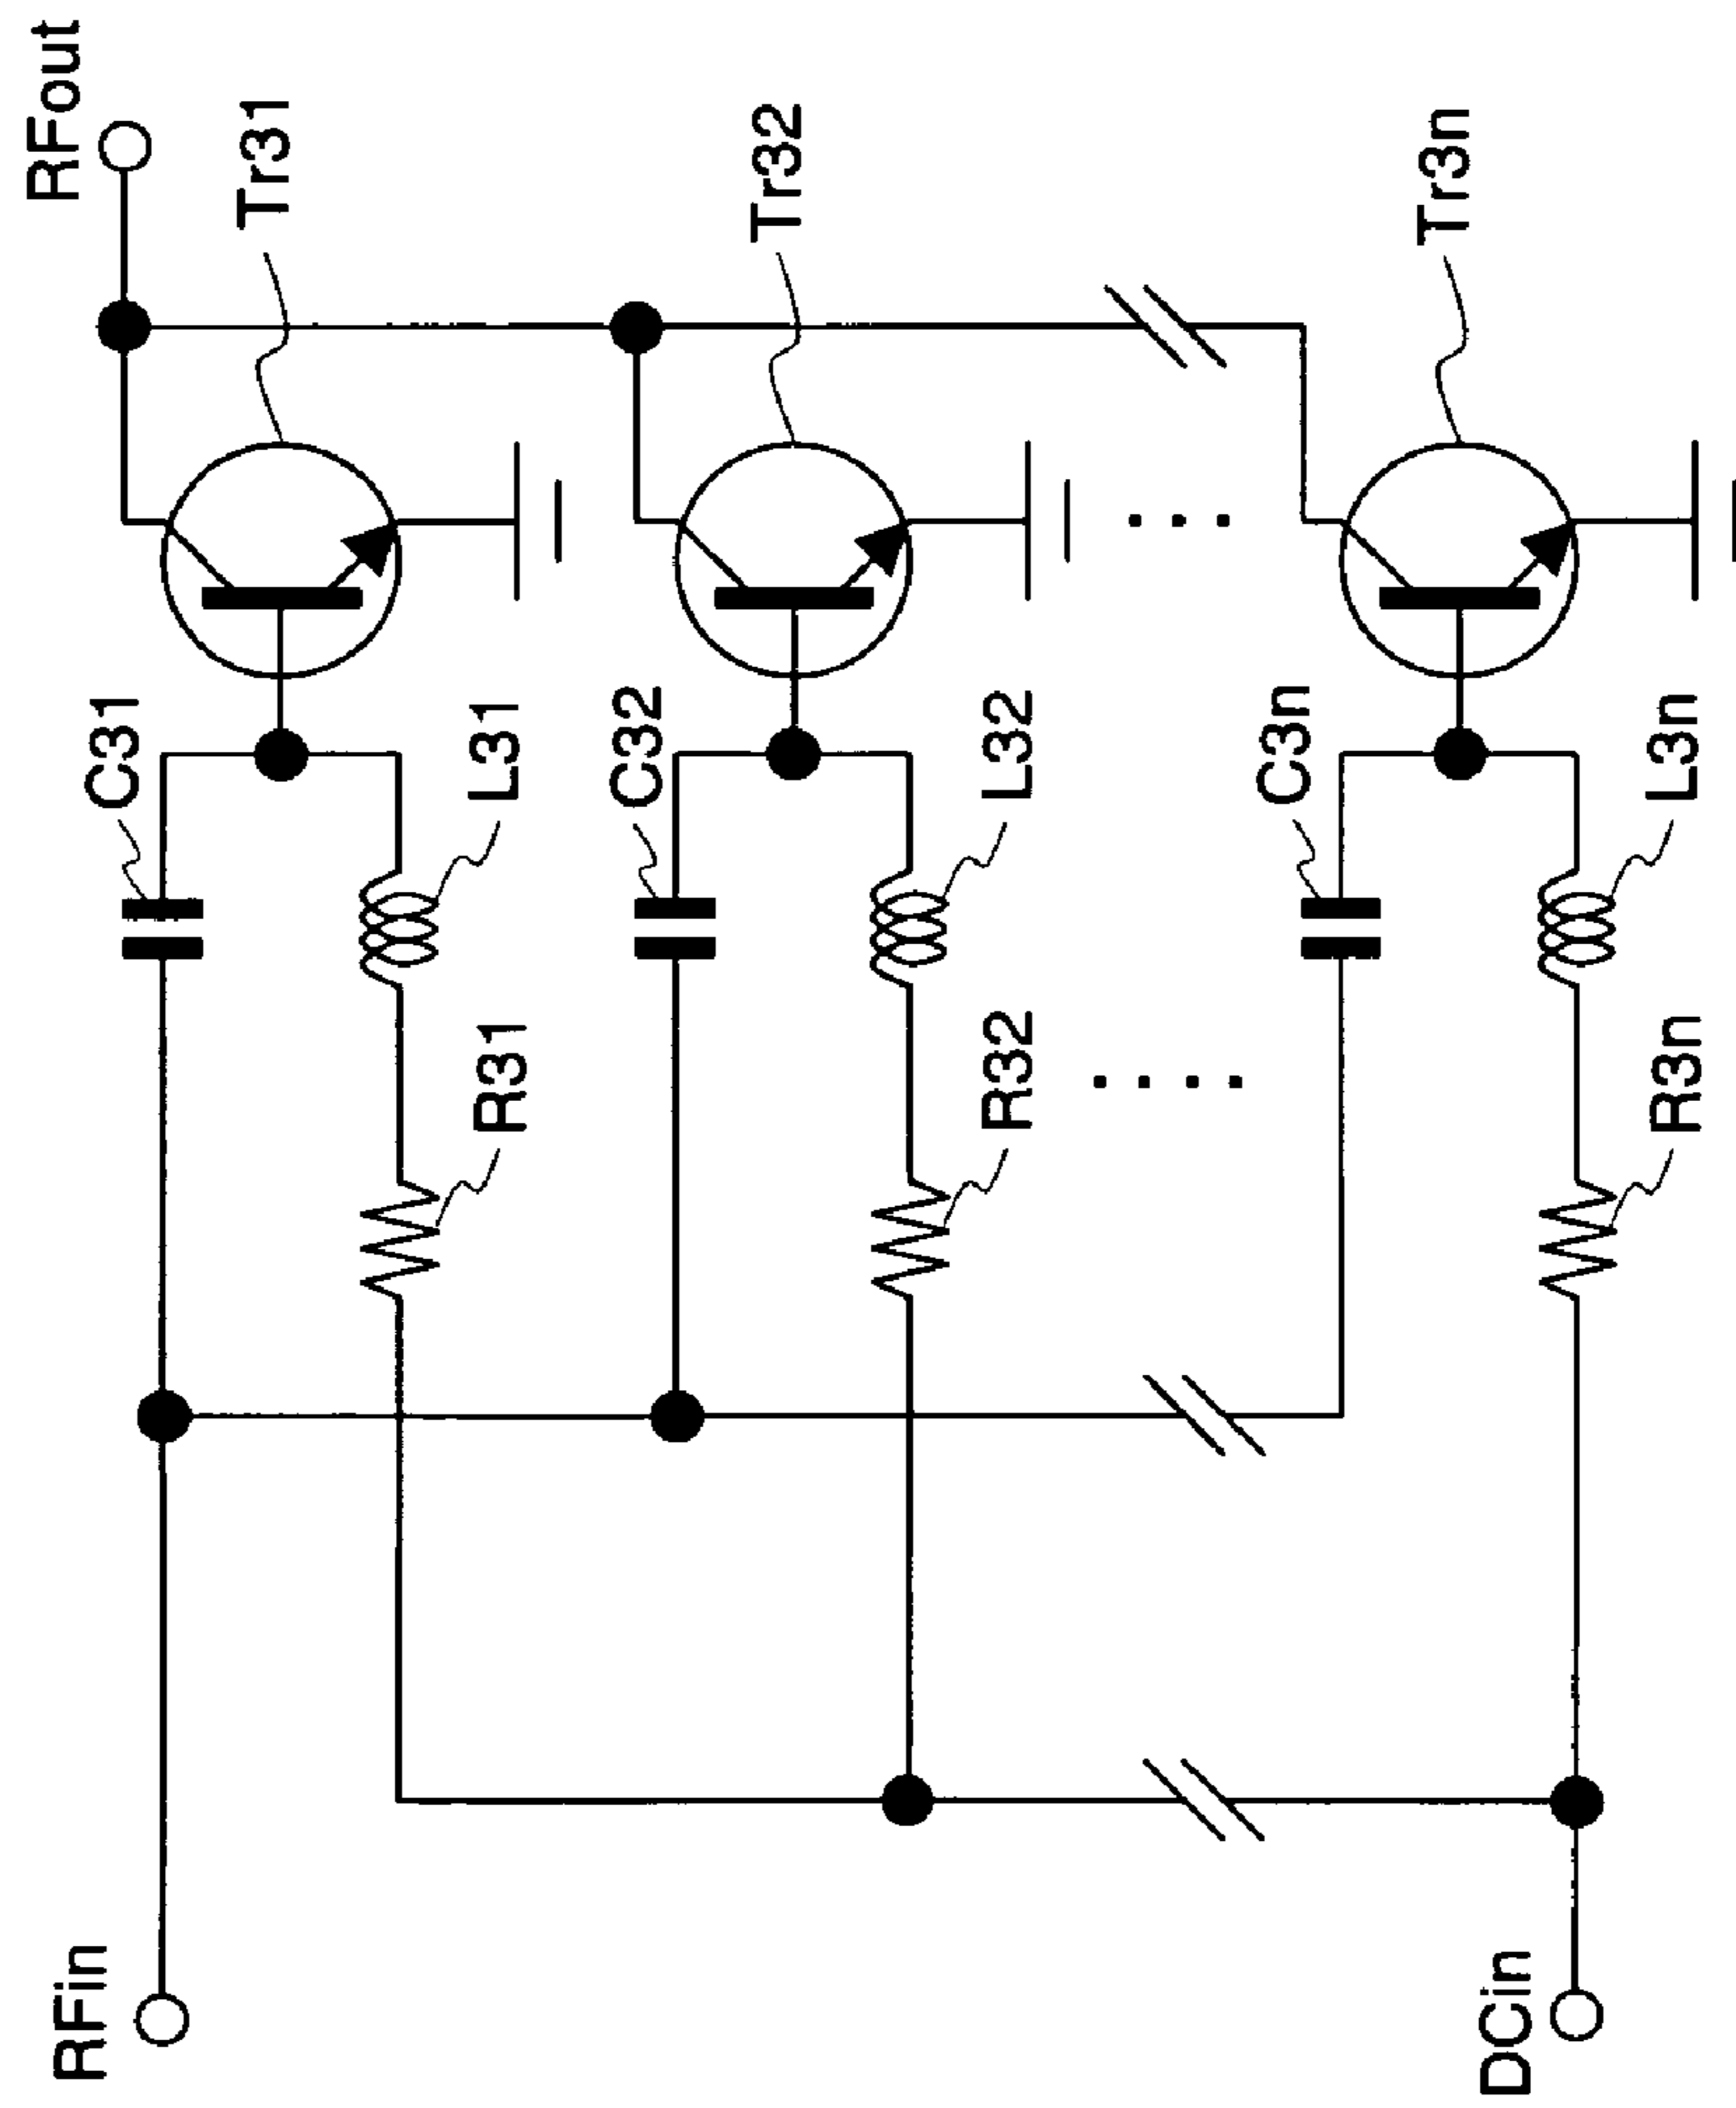 RFout
Tr31
Tr32
Tr3n
C31
L31
C32
L32
C3n
L3n
R31
R32
R3n
RFin
DCin